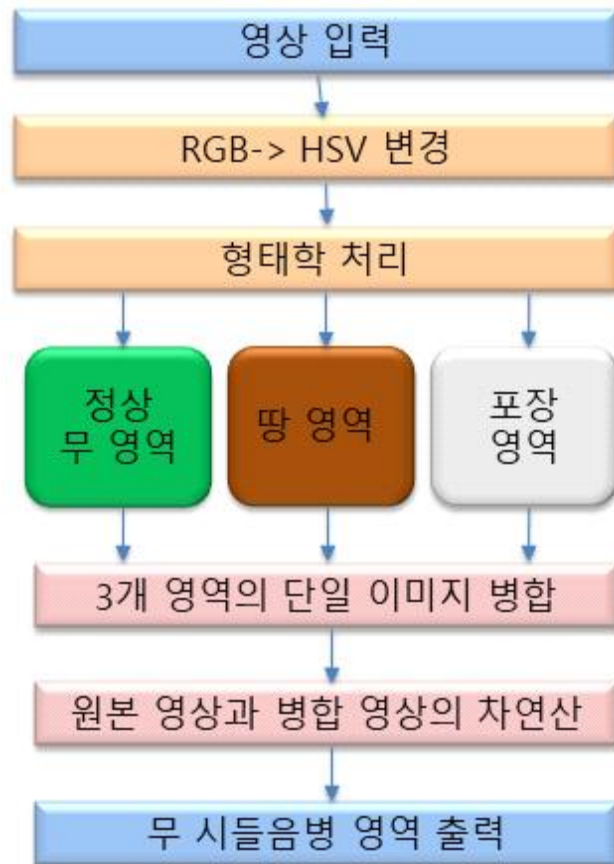 영상 입력
RGB-> HSV 변경
형태학 처리
정상
무 영역
땅 영역
포장
영역
3개 영역의 단일 이미지 병합
원본 영상과 병합 영상의 차연산
무 시들음병 영역 출력